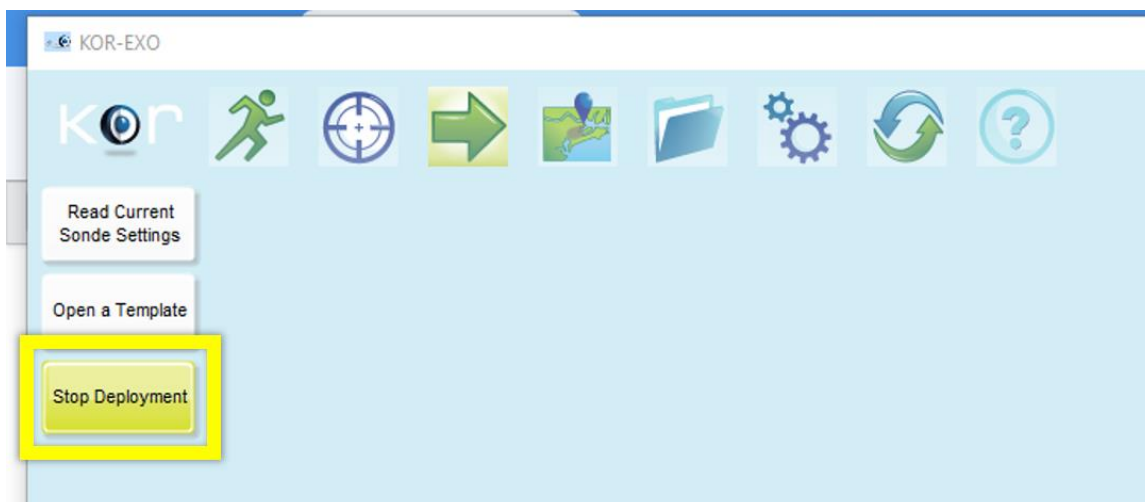 KOR-EXO
Kor
?
Read Current
Sonde Settings
Open a Template
Stop Deployment